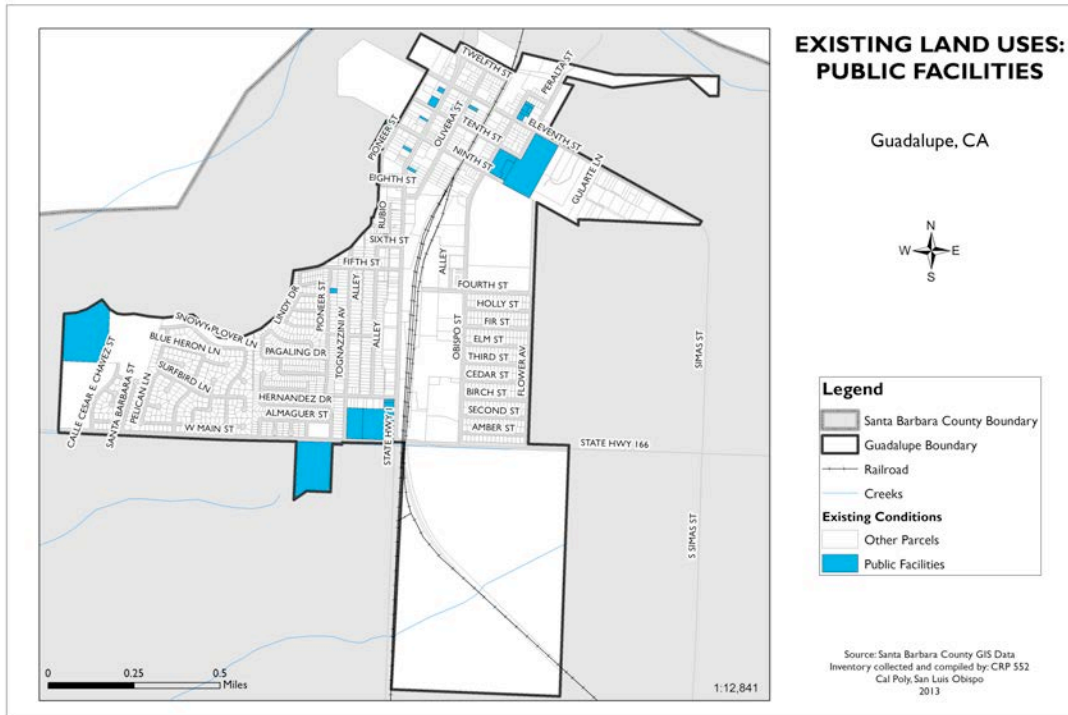 EXISTING LAND USES:
PUBLIC FACILITIES
Guadalupe, CA
N
W E
S
TWELFTH ST
PERALTA ST
OLIVERA ST
PIONEER ST
TENTH ST
ELEVENTH ST
NINTH ST
GULARTE LN
EIGHTH ST
RUBIO
SIXTH ST
FIFTH ST
ALLEY
ALLEY
ALLEY
FOURTH ST
HOLLY ST
FIR ST
ELM ST
THIRD ST
CEDAR ST
BIRCH ST
SECOND ST
AMBER ST
OBISPO ST
FLOWER AV
SIMAS ST
LINDY DR
PIONEER ST
TOGNAZZINI AV
SNOWY PLOVER LN
BLUE HERON LN
PAGALING DR
SURFBIRD LN
HERNANDEZ DR
ALMAGUER ST
W MAIN ST
CALLE CESAR E CHAVEZ ST
SANTA BARBARA ST
PELICAN LN
STATE HWY 1
STATE HWY 166
S SIMAS ST
Legend
Santa Barbara County Boundary
Guadalupe Boundary
Railroad
Creeks
Existing Conditions
Other Parcels
Public Facilities
0 0.25 0.5
Miles
1:12,841
Source: Santa Barbara County GIS Data
Inventory collected and compiled by: CRP 552
Cal Poly, San Luis Obispo
2013